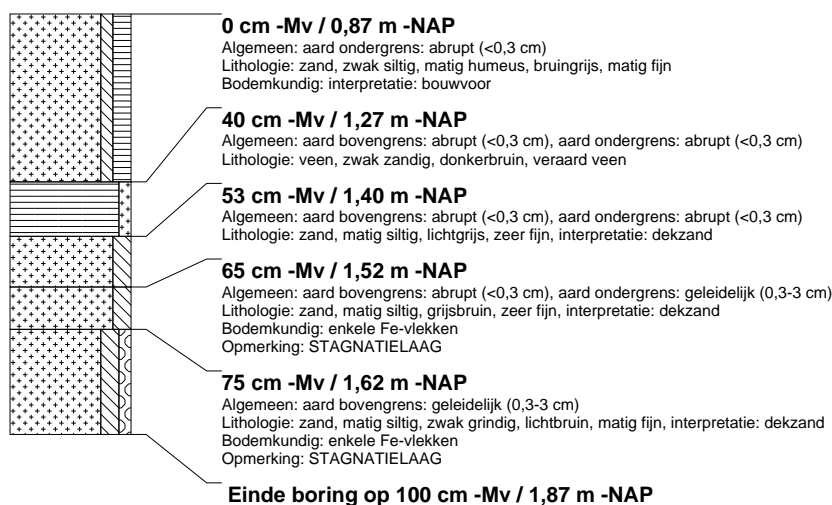 0 cm -Mv / 0,87 m -NAP
Algemeen: aard ondergrens: abrupt (<0,3 cm)
Lithologie: zand, zwak siltig, matig humeus, bruingrijs, matig fijn
Bodemkundig: interpretatie: bouwvoor
40 cm -Mv / 1,27 m -NAP
Algemeen: aard bovengrens: abrupt (<0,3 cm), aard ondergrens: abrupt (<0,3 cm)
Lithologie: veen, zwak zandig, donkerbruin, veraard veen
53 cm -Mv / 1,40 m -NAP
Algemeen: aard bovengrens: abrupt (<0,3 cm), aard ondergrens: abrupt (<0,3 cm)
Lithologie: zand, matig siltig, lichtgrijs, zeer fijn, interpretatie: dekzand
65 cm -Mv / 1,52 m -NAP
Algemeen: aard bovengrens: abrupt (<0,3 cm), aard ondergrens: geleidelijk (0,3-3 cm)
Lithologie: zand, matig siltig, grijsbruin, zeer fijn, interpretatie: dekzand
Bodemkundig: enkele Fe-vlekken
Opmerking: STAGNATIELAAG
75 cm -Mv / 1,62 m -NAP
Algemeen: aard bovengrens: geleidelijk (0,3-3 cm)
Lithologie: zand, matig siltig, zwak grindig, lichtbruin, matig fijn, interpretatie: dekzand
Bodemkundig: enkele Fe-vlekken
Opmerking: STAGNATIELAAG
Einde boring op 100 cm -Mv / 1,87 m -NAP